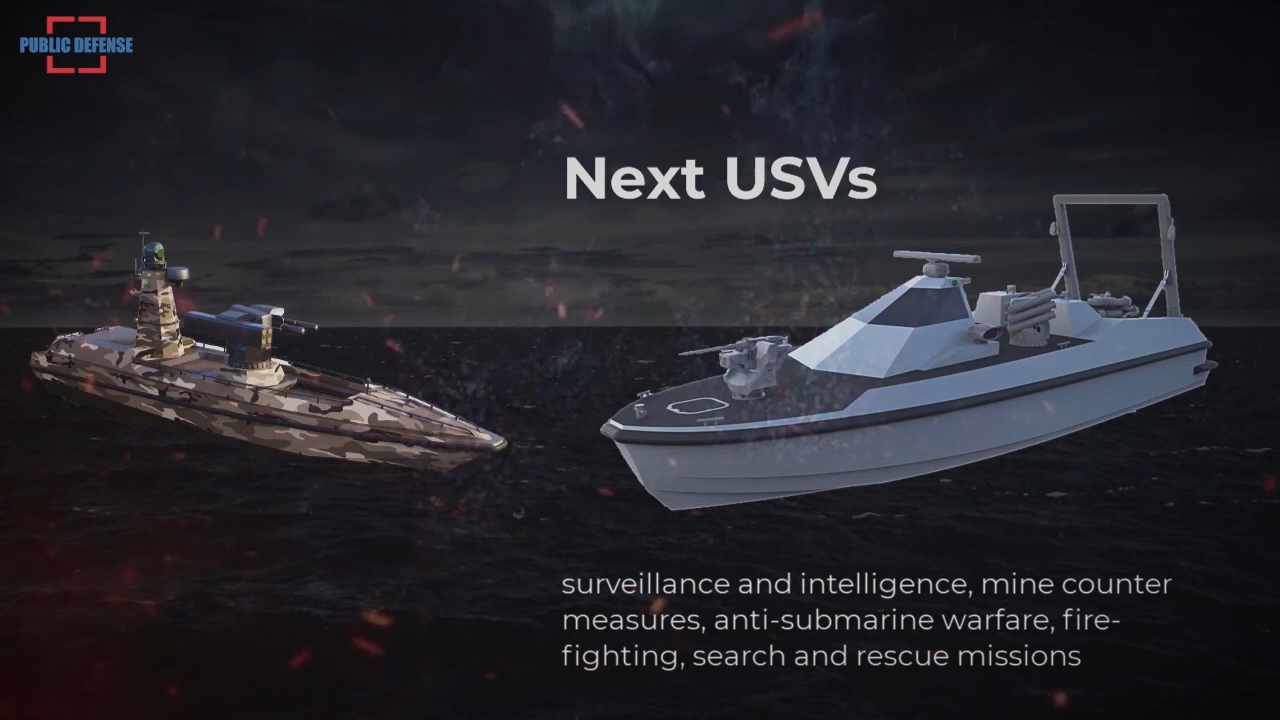 PUBLIC DEFENSE
Next USVs
surveillance and intelligence, mine counter
measures, anti-submarine warfare, fire-
fighting, search and rescue missions